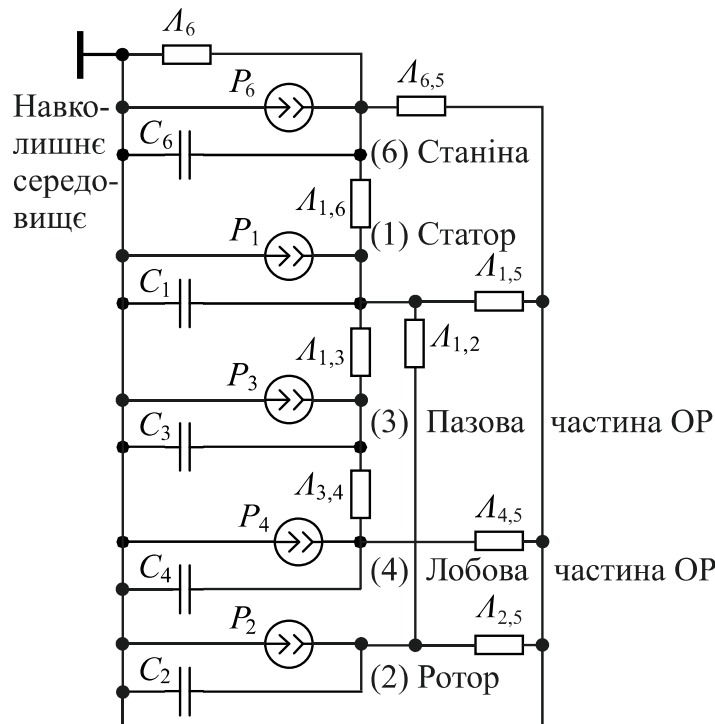 Λ6
P6
Λ6,5
Навко-
лишнє
середо-
вищє
C6
(6) Станіна
Λ1,6
P1
(1) Статор
C1
Λ1,5
Λ1,3
Λ1,2
P3
(3) Пазова частина ОР
C3
Λ3,4
P4
Λ4,5
C4
(4) Лобова частина ОР
P2
Λ2,5
C2
(2) Ротор